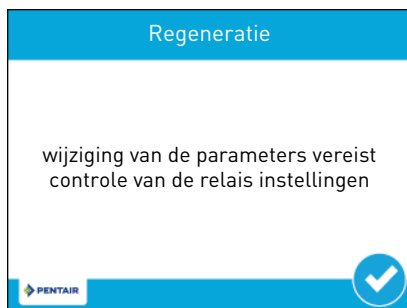 Regeneratie
wijziging van de parameters vereist
controle van de relais instellingen
PENTAIR